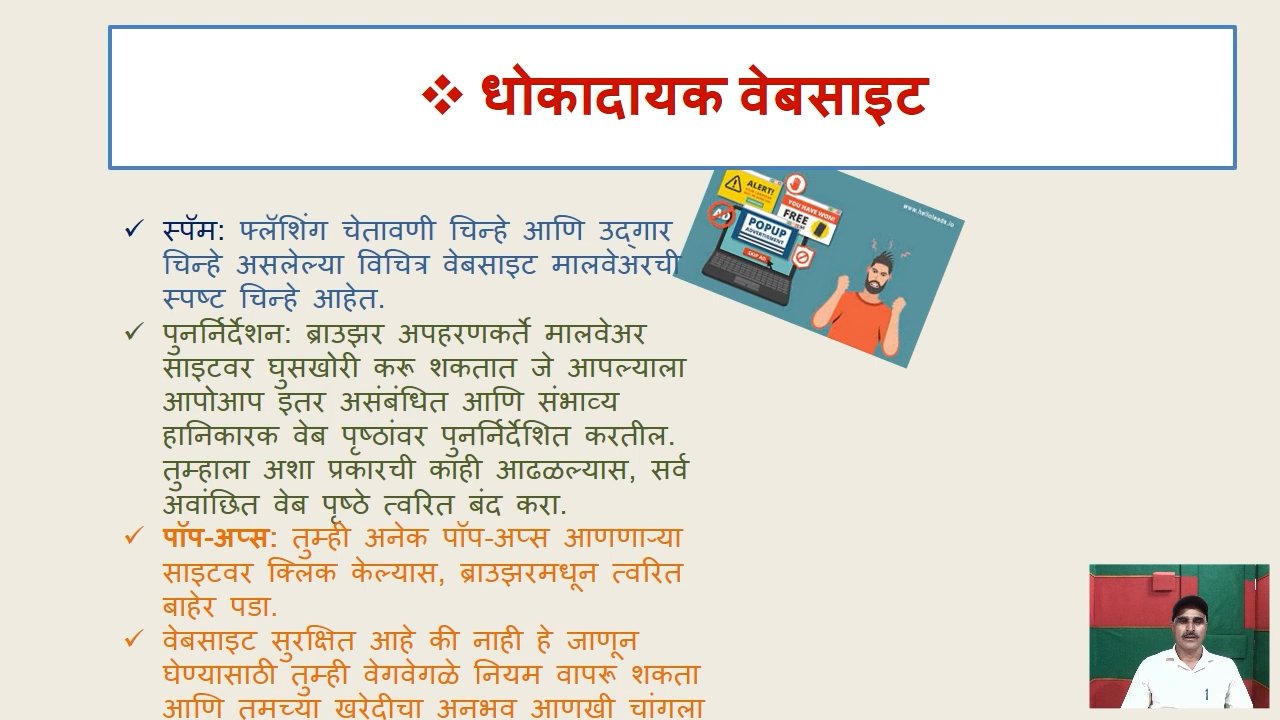 ❖ धोकादायक वेबसाइट
✓ स्पॅम: फ्लॅशिंग चेतावणी चिन्हे आणि उद्गार
चिन्हे असलेल्या विचित्र वेबसाइट मालवेअरची
स्पष्ट चिन्हे आहेत.
✓ पुनर्निर्देशन: ब्राउझर अपहरणकर्ते मालवेअर
साइटवर घुसखोरी करू शकतात जे आपल्याला
आपोआप इतर असंबंधित आणि संभाव्य
हानिकारक वेब पृष्ठांवर पुनर्निर्देशित करतील.
तुम्हाला अशा प्रकारची काही आढळल्यास, सर्व
अवांछित वेब पृष्ठे त्वरित बंद करा.
✓ पॉप-अप्स: तुम्ही अनेक पॉप-अप्स आणणाऱ्या
साइटवर क्लिक केल्यास, ब्राउझरमधून त्वरित
बाहेर पडा.
✓ वेबसाइट सुरक्षित आहे की नाही हे जाणून
घेण्यासाठी तुम्ही वेगवेगळे नियम वापरू शकता
आणि तुमच्या खरेदीचा अनुभव आणखी चांगला
ALERT!
YOU HAVE WON!
FREE
AD
POPUP
ADVERTISEMENT
SKIP AD
www.helloleads.io